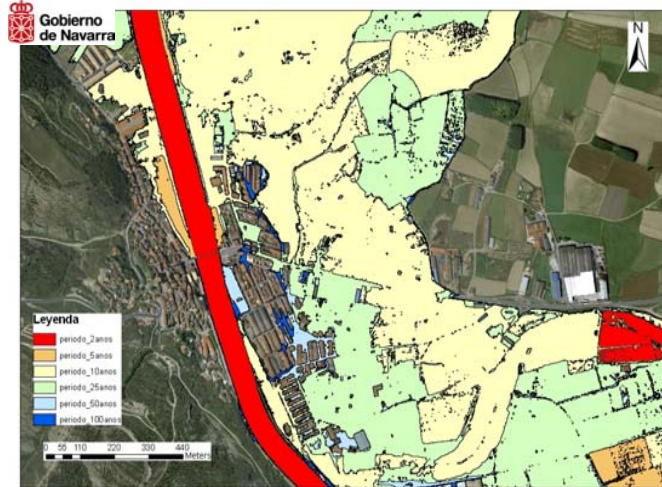 Gobierno
de Navarra
N
Leyenda
periodo_2anos
periodo_5anos
periodo_10anos
periodo_25anos
periodo_50anos
periodo_100anos
0 55 110 220 330 440
Meters